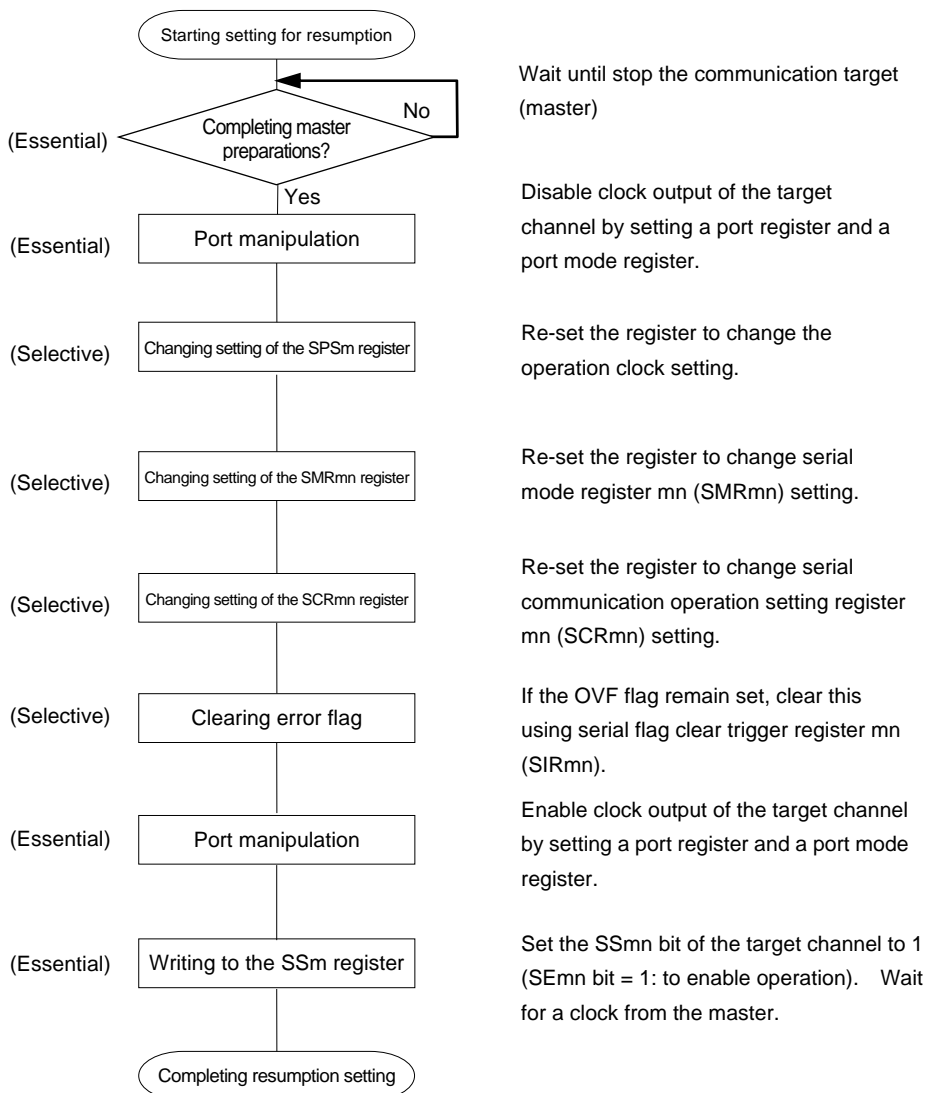 Starting setting for resumption
Wait until stop the communication target
(master)
No
(Essential)
Completing master
preparations?
Yes
Disable clock output of the target
channel by setting a port register and a
port mode register.
(Essential)
Port manipulation
Re-set the register to change the
operation clock setting.
(Selective)
Changing setting of the SPSm register
Re-set the register to change serial
mode register mn (SMRmn) setting.
(Selective)
Changing setting of the SMRmn register
Re-set the register to change serial
communication operation setting register
mn (SCRmn) setting.
(Selective)
Changing setting of the SCRmn register
If the OVF flag remain set, clear this
using serial flag clear trigger register mn
(SIRmn).
(Selective)
Clearing error flag
Enable clock output of the target channel
by setting a port register and a port mode
register.
(Essential)
Port manipulation
Set the SSmn bit of the target channel to 1
(SEmn bit = 1: to enable operation). Wait
for a clock from the master.
(Essential)
Writing to the SSm register
Completing resumption setting